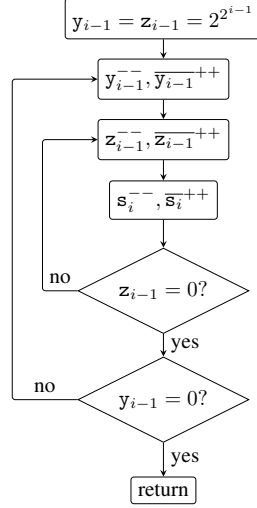 y_{i−1} = z_{i−1} = 2^{2^{i−1}}
y_{i−1}^{−−}, \overline{y_{i−1}}^{++}
z_{i−1}^{−−}, \overline{z_{i−1}}^{++}
s_i^{−−}, \overline{s_i}^{++}
no
z_{i−1} = 0?
yes
no
y_{i−1} = 0?
yes
return